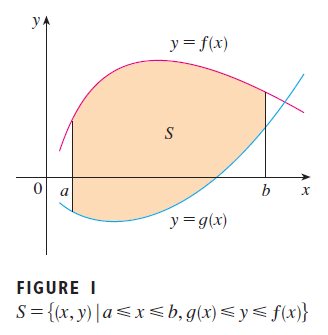 y
y = f(x)
S
0 a b x
y = g(x)
FIGURE 1
S = {(x, y) | a ≤ x ≤ b, g(x) ≤ y ≤ f(x)}